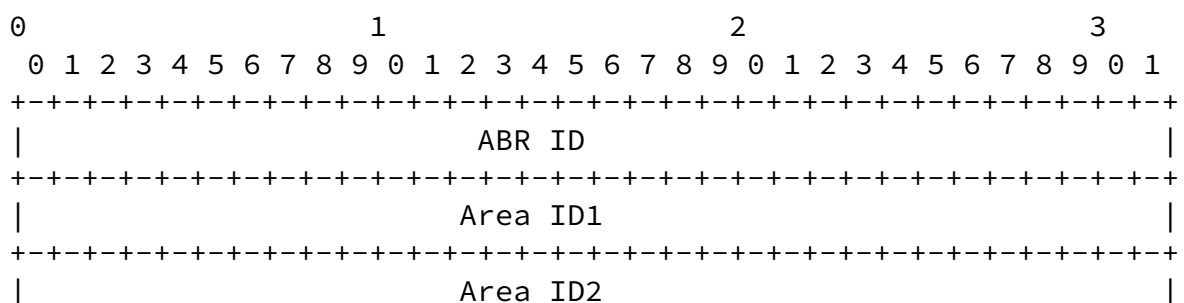 0                   1                   2                   3
 0 1 2 3 4 5 6 7 8 9 0 1 2 3 4 5 6 7 8 9 0 1 2 3 4 5 6 7 8 9 0 1
+-+-+-+-+-+-+-+-+-+-+-+-+-+-+-+-+-+-+-+-+-+-+-+-+-+-+-+-+-+-+-+-+
|                         ABR ID                                |
+-+-+-+-+-+-+-+-+-+-+-+-+-+-+-+-+-+-+-+-+-+-+-+-+-+-+-+-+-+-+-+-+
|                        Area ID1                               |
+-+-+-+-+-+-+-+-+-+-+-+-+-+-+-+-+-+-+-+-+-+-+-+-+-+-+-+-+-+-+-+-+
|                        Area ID2                               |